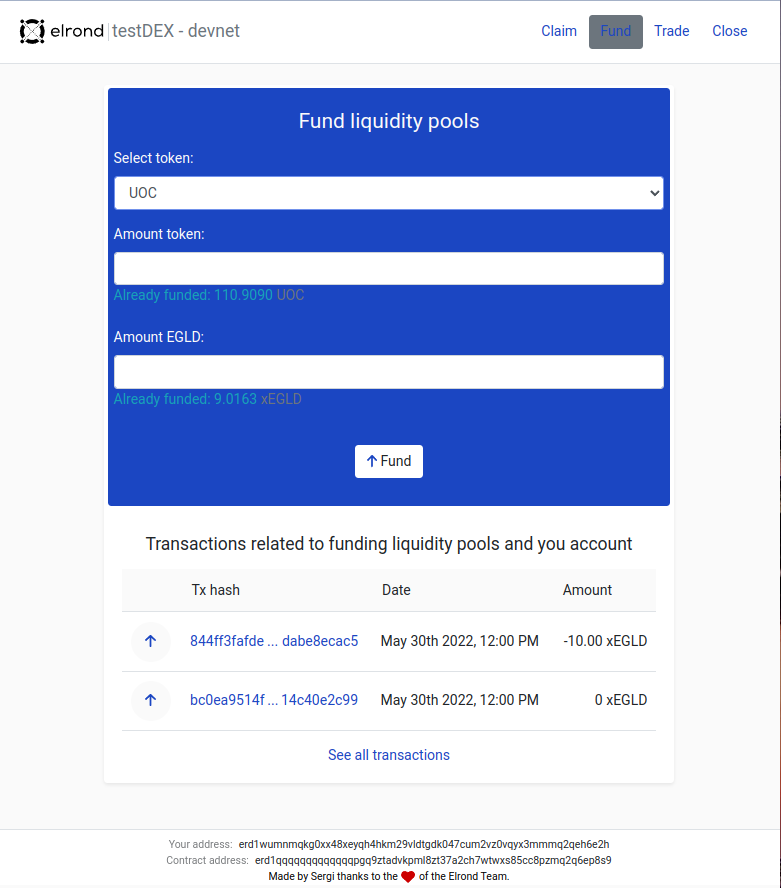 elrond testDEX - devnet Claim Fund Trade Close
Fund liquidity pools
Select token:
UOC
Amount token:
Already funded: 110.9090 UOC
Amount EGLD:
Already funded: 9.0163 xEGLD
Fund
Transactions related to funding liquidity pools and you account
Tx hash Date Amount
844ff3fafde ... dabe8ecac5 May 30th 2022, 12:00 PM -10.00 xEGLD
bc0ea9514f ... 14c40e2c99 May 30th 2022, 12:00 PM 0 xEGLD
See all transactions
Your address: erd1wumnmqkg0xx48xeyqh4hkm29vldtgdk047cum2vz0vqyx3mmmq2qeh6e2h
Contract address: erd1qqqqqqqqqqqqqpgq9ztadvkpml8zt37a2ch7wtwxs85cc8pzmq2q6ep8s9
Made by Sergi thanks to the of the Elrond Team.